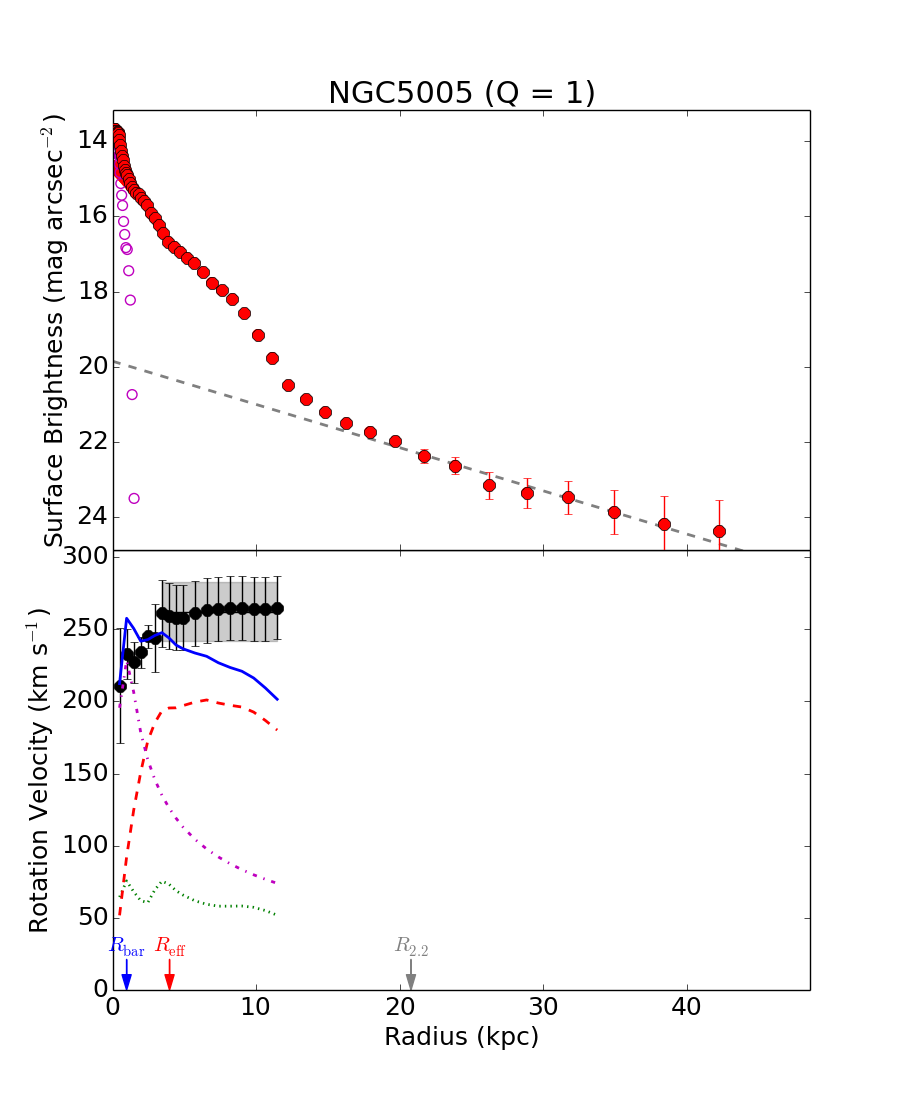 NGC5005 (Q = 1)
Surface Brightness (mag arcsec⁻²)
14
16
18
20
22
24
Rotation Velocity (km s⁻¹)
300
250
200
150
100
50
0
R_bar
R_eff
R_2.2
0 10 20 30 40
Radius (kpc)